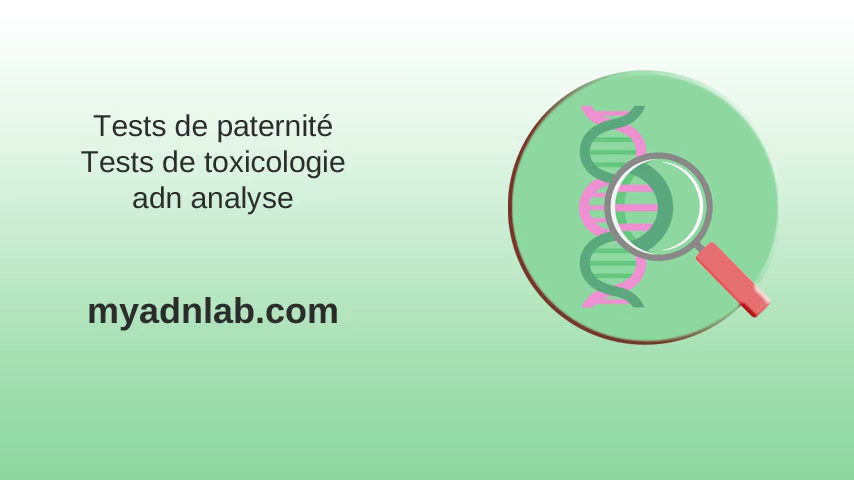 Tests de paternité
Tests de toxicologie
adn analyse
myadnlab.com